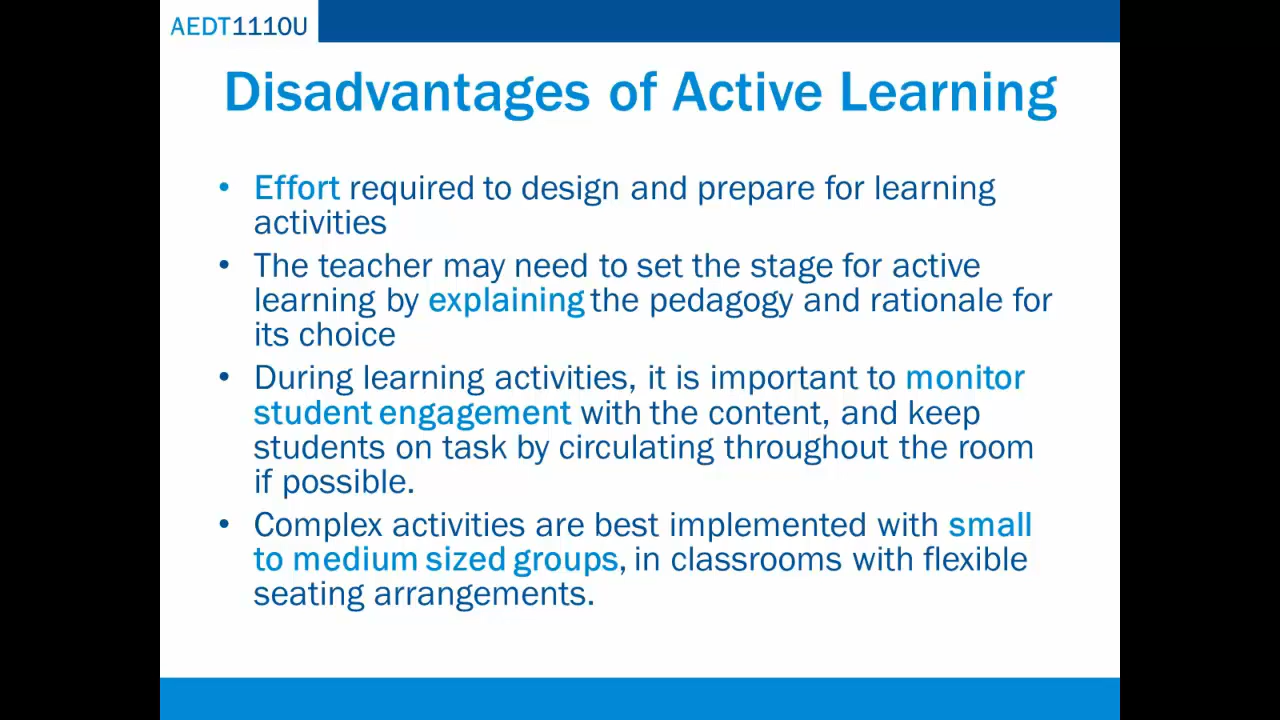 AEDT1110U
Disadvantages of Active Learning
• Effort required to design and prepare for learning
activities
• The teacher may need to set the stage for active
learning by explaining the pedagogy and rationale for
its choice
• During learning activities, it is important to monitor
student engagement with the content, and keep
students on task by circulating throughout the room
if possible.
• Complex activities are best implemented with small
to medium sized groups, in classrooms with flexible
seating arrangements.